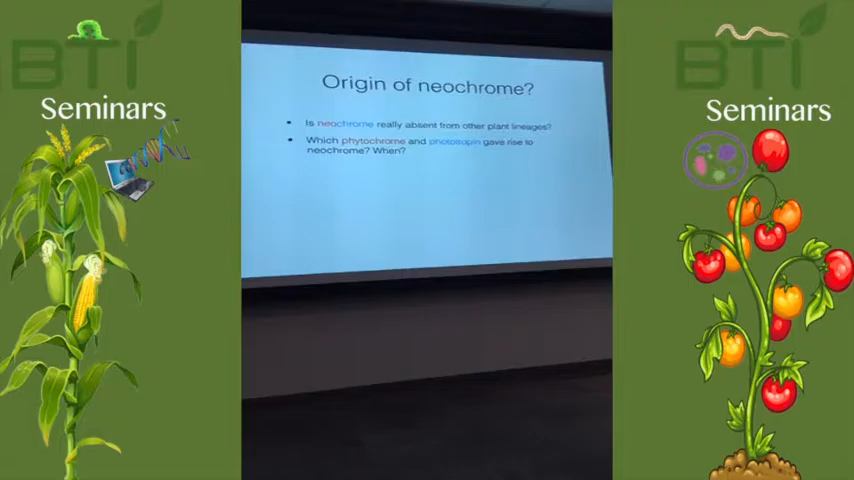 BTI
Seminars
Origin of neochrome?
• Is neochrome really absent from other plant lineages?
• Which phytochrome and phototopin gave rise to
neochrome? When?
BTI
Seminars